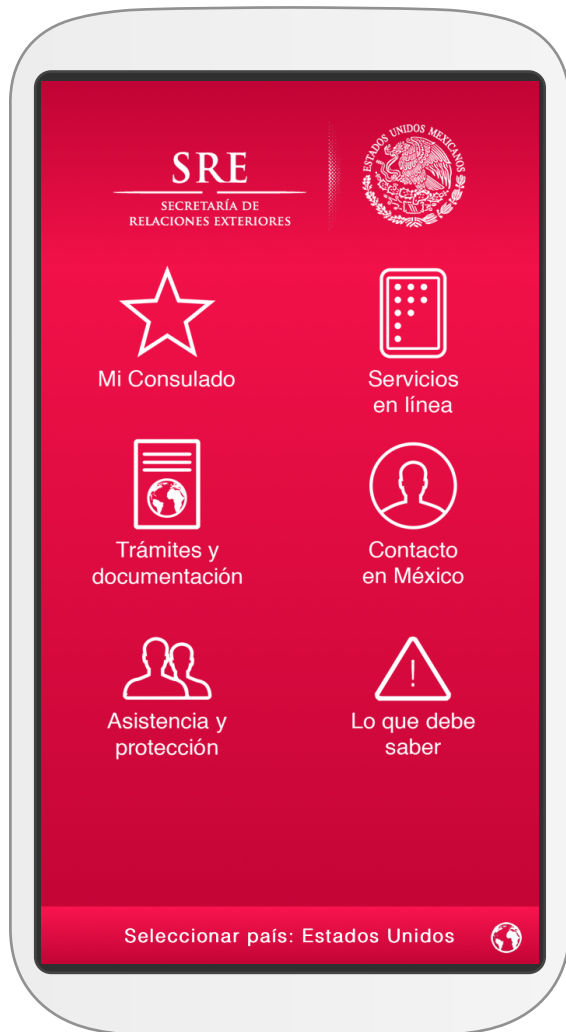 SRE
SECRETARÍA DE
RELACIONES EXTERIORES
ESTADOS UNIDOS MEXICANOS
Mi Consulado
Servicios
en línea
Trámites y
documentación
Contacto
en México
Asistencia y
protección
Lo que debe
saber
Seleccionar país: Estados Unidos